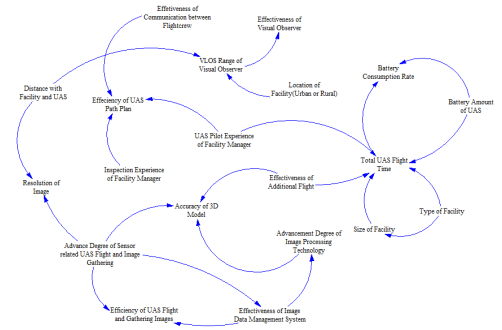 Effetiveness of
Communication between
Flightcrew
Effectiveness of
Visual Observer
VLOS Range of
Visual Observer
Battery
Consumption Rate
Distance with
Facility and UAS
Location of
Facility(Urban or Rural)
Effeciency of UAS
Path Plan
Battery Amount
of UAS
UAS Pilot Experience
of Facility Manager
Total UAS Flight
Time
Inspection Experience
of Facility Manager
Resolution of
Image
Effectiveness of
Additional Flight
Accuracy of 3D
Model
Type of Facility
Size of Facility
Advance Degree of Sensor
related UAS Flight and Image
Gathering
Advancement Degree of
Image Processing
Technology
Efficiency of UAS Flight
and Gathering Images
Effectiveness of Image
Data Management System